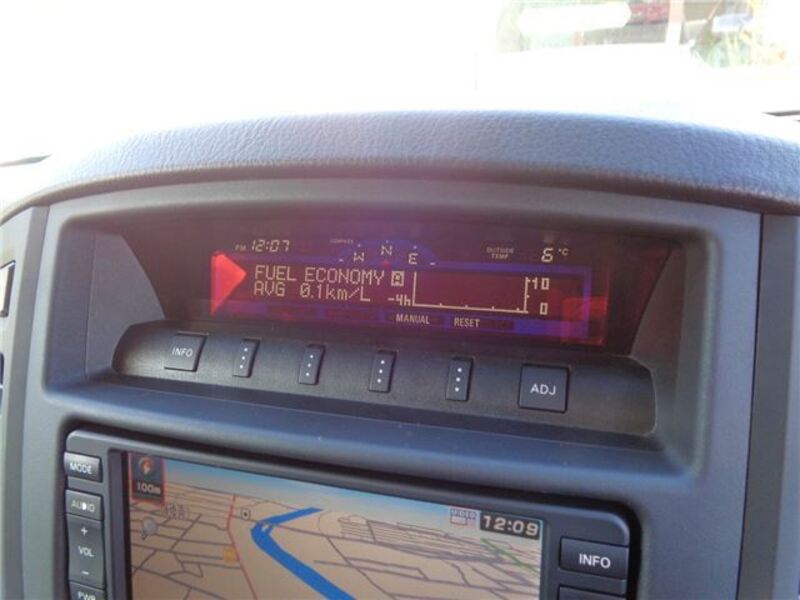 PM 12:07
COMPASS
W N E
OUTSIDE TEMP 6 °C
FUEL ECONOMY A
AVG 0.1km/L -4h
10
0
MANUAL RESET
INFO
ADJ
MODE
AUDIO
+
VOL
−
PWR
100m
12:09
INFO